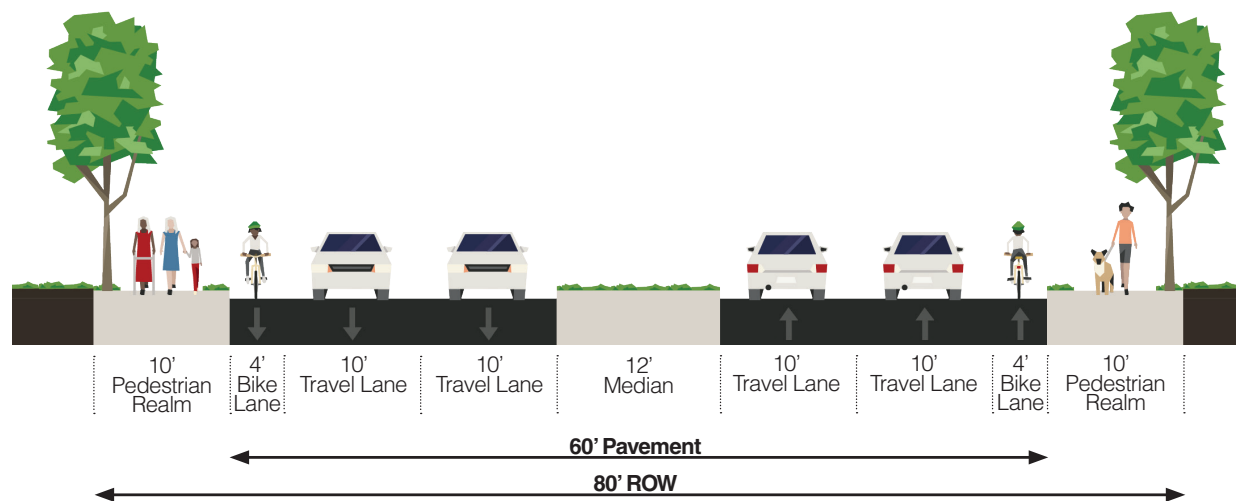 10’
Pedestrian
Realm
4’
Bike
Lane
10’
Travel Lane
10’
Travel Lane
12’
Median
10’
Travel Lane
10’
Travel Lane
4’
Bike
Lane
10’
Pedestrian
Realm
60’ Pavement
80’ ROW